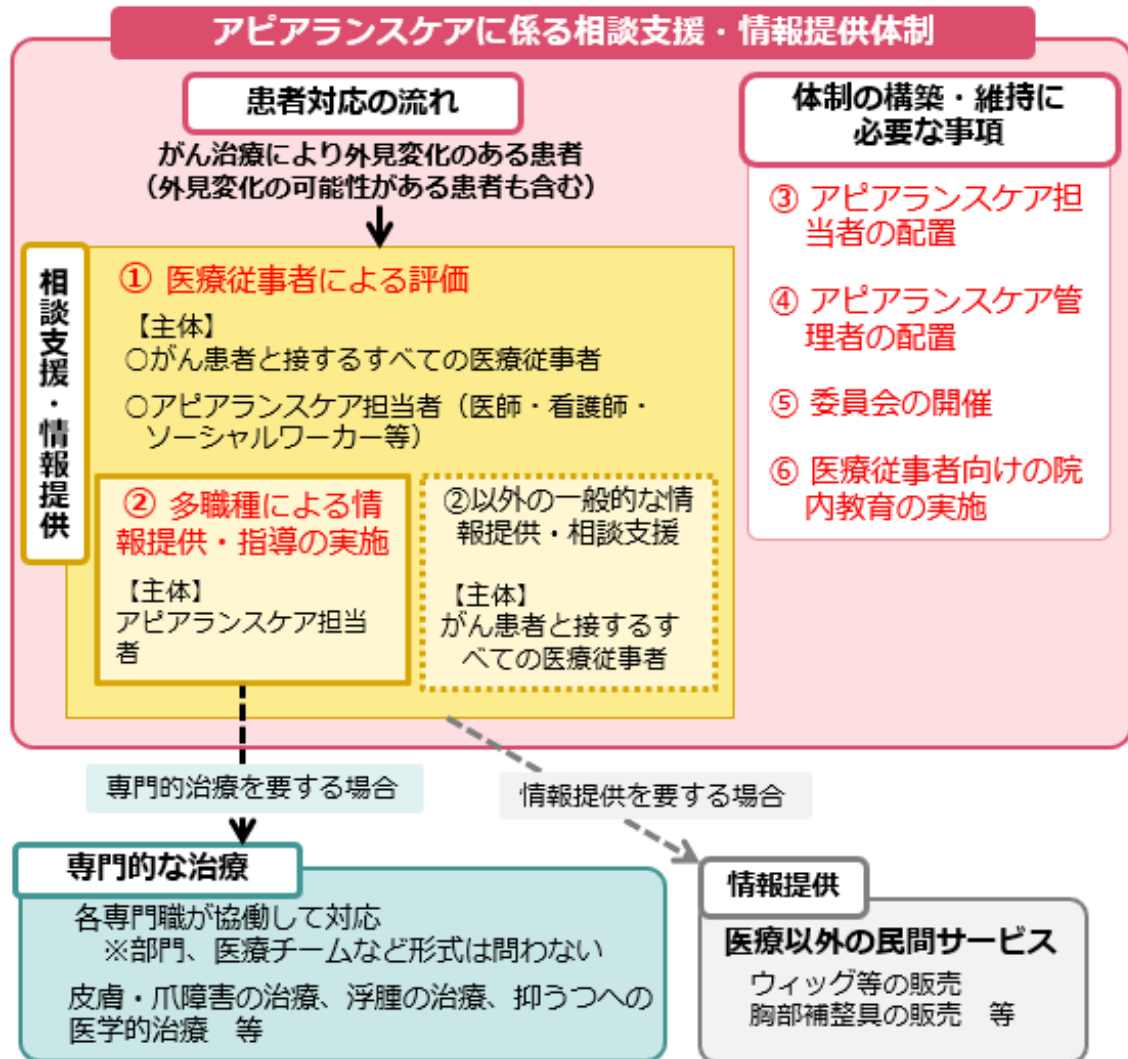 アピアランスケアに係る相談支援・情報提供体制
患者対応の流れ
がん治療により外見変化のある患者
（外見変化の可能性がある患者も含む）
相談支援・情報提供
① 医療従事者による評価
【主体】
○がん患者と接するすべての医療従事者
○アピアランスケア担当者（医師・看護師・
ソーシャルワーカー等）
② 多職種による情
報提供・指導の実施
【主体】
アピアランスケア担当
者
②以外の一般的な情
報提供・相談支援
【主体】
がん患者と接するす
べての医療従事者
体制の構築・維持に
必要な事項
③ アピアランスケア担
当者の配置
④ アピアランスケア管
理者の配置
⑤ 委員会の開催
⑥ 医療従事者向けの院
内教育の実施
専門的治療を要する場合
情報提供を要する場合
専門的な治療
各専門職が協働して対応
※部門、医療チームなど形式は問わない
皮膚・爪障害の治療、浮腫の治療、抑うつへの
医学的治療　等
情報提供
医療以外の民間サービス
ウィッグ等の販売
胸部補整具の販売　等